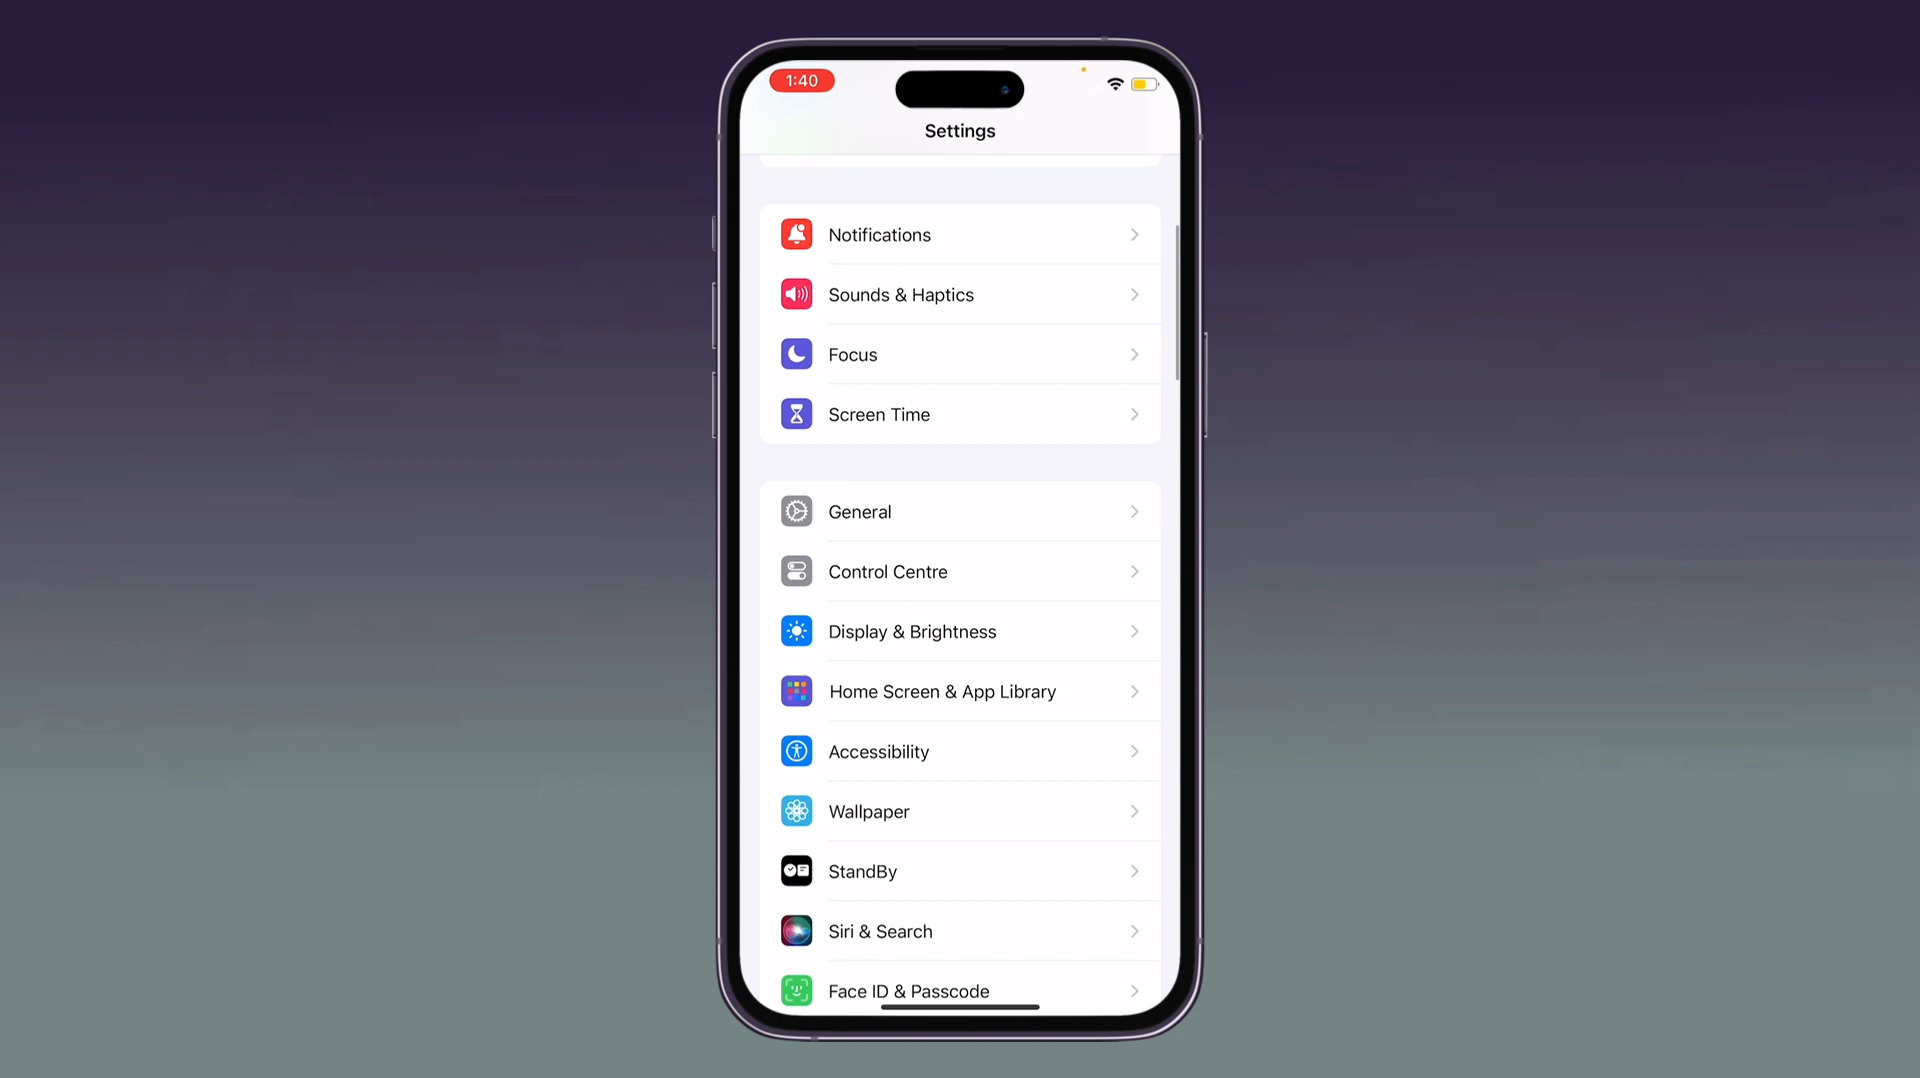 1:40
Settings
Notifications
Sounds & Haptics
Focus
Screen Time
General
Control Centre
Display & Brightness
Home Screen & App Library
Accessibility
Wallpaper
StandBy
Siri & Search
Face ID & Passcode